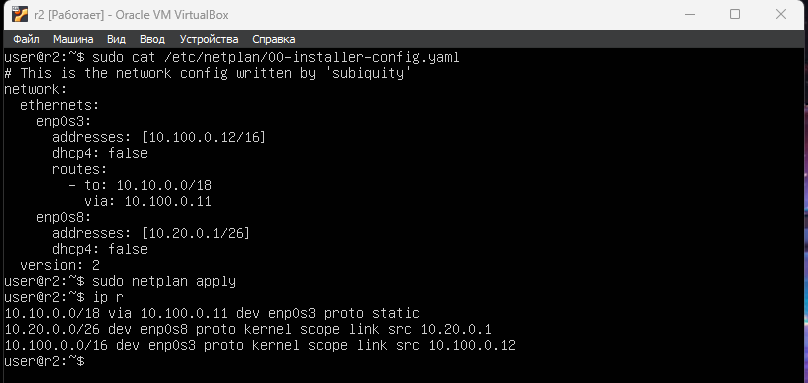 r2 [Работает] - Oracle VM VirtualBox
Файл Машина Вид Ввод Устройства Справка
user@r2:~$ sudo cat /etc/netplan/00-installer-config.yaml
# This is the network config written by 'subiquity'
network:
  ethernets:
    enp0s3:
      addresses: [10.100.0.12/16]
      dhcp4: false
      routes:
        - to: 10.10.0.0/18
          via: 10.100.0.11
    enp0s8:
      addresses: [10.20.0.1/26]
      dhcp4: false
  version: 2
user@r2:~$ sudo netplan apply
user@r2:~$ ip r
10.10.0.0/18 via 10.100.0.11 dev enp0s3 proto static
10.20.0.0/26 dev enp0s8 proto kernel scope link src 10.20.0.1
10.100.0.0/16 dev enp0s3 proto kernel scope link src 10.100.0.12
user@r2:~$